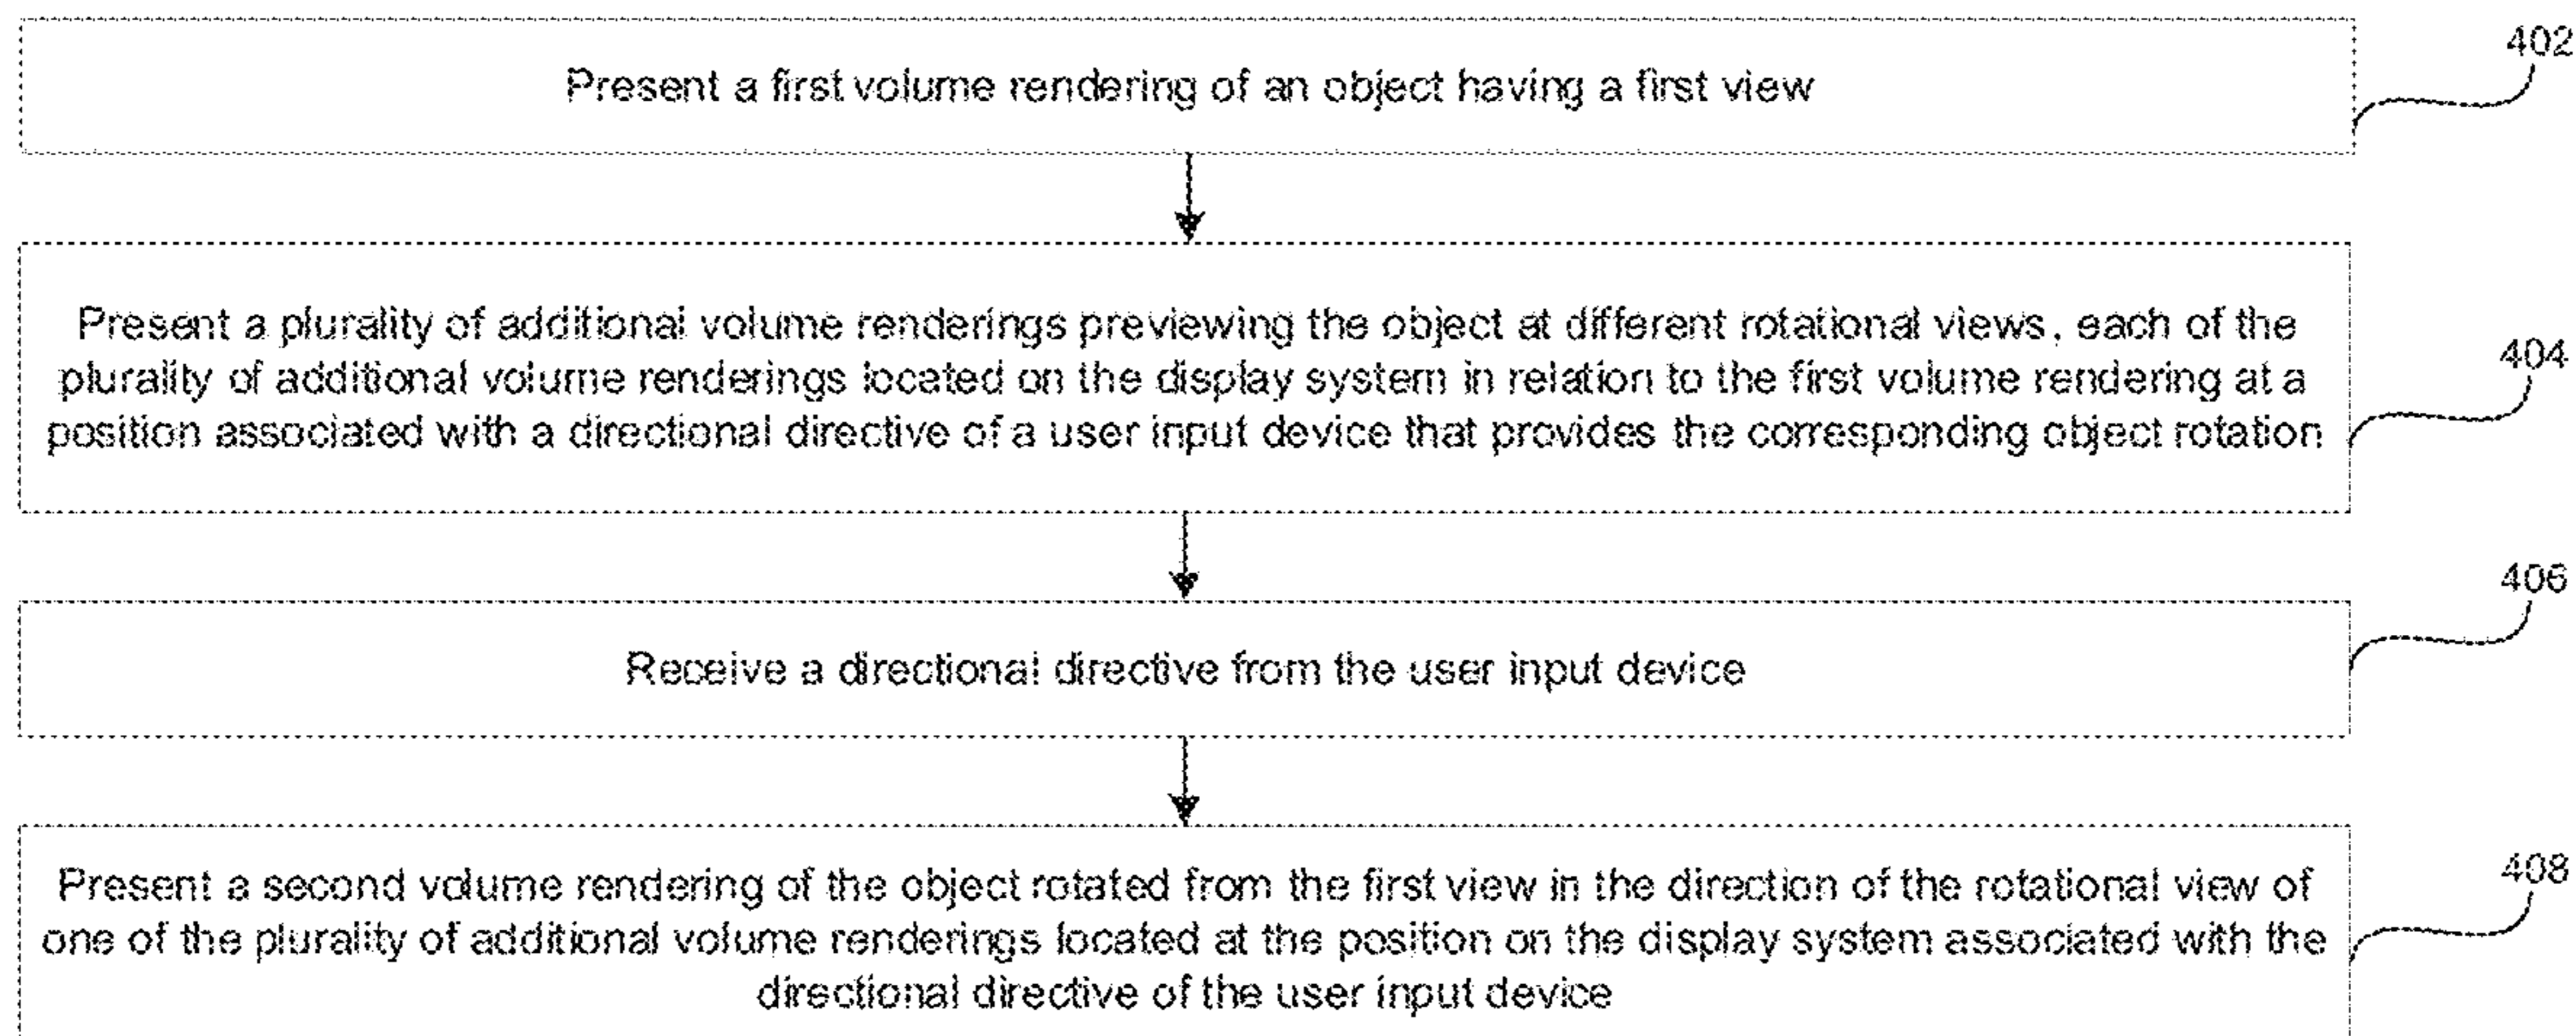 Present a first volume rendering of an object having a first view
402
Present a plurality of additional volume renderings previewing the object at different rotational views, each of the
plurality of additional volume renderings located on the display system in relation to the first volume rendering at a
position associated with a directional directive of a user input device that provides the corresponding object rotation
404
Receive a directional directive from the user input device
406
Present a second volume rendering of the object rotated from the first view in the direction of the rotational view of
one of the plurality of additional volume renderings located at the position on the display system associated with the
directional directive of the user input device
408